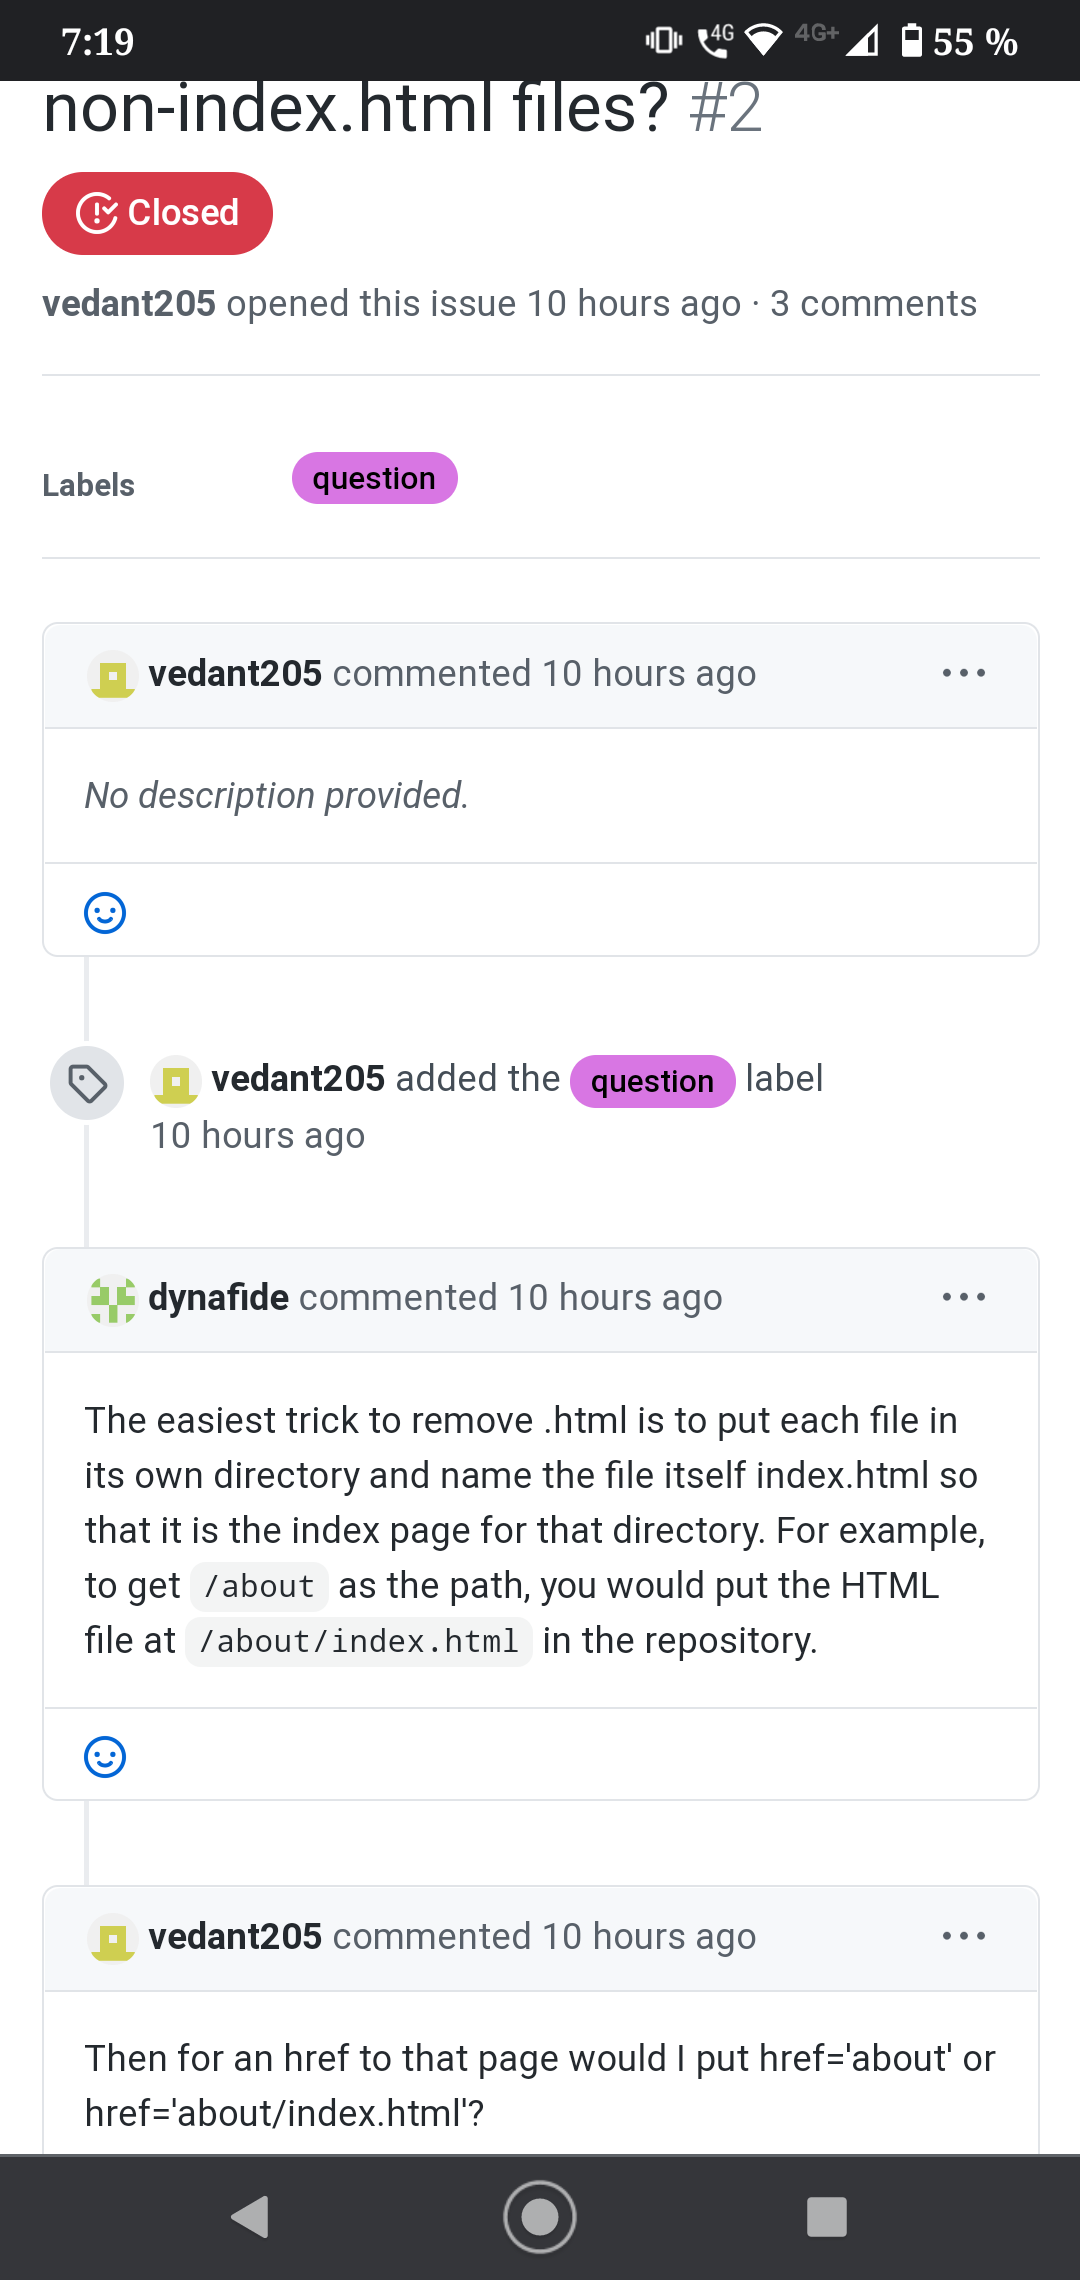 7:19
4G
4G+
55 %
non-index.html files? #2
Closed
vedant205 opened this issue 10 hours ago · 3 comments
Labels
question
vedant205 commented 10 hours ago
No description provided.
vedant205 added the question label
10 hours ago
dynafide commented 10 hours ago
The easiest trick to remove .html is to put each file in
its own directory and name the file itself index.html so
that it is the index page for that directory. For example,
to get /about as the path, you would put the HTML
file at /about/index.html in the repository.
vedant205 commented 10 hours ago
Then for an href to that page would I put href='about' or
href='about/index.html'?